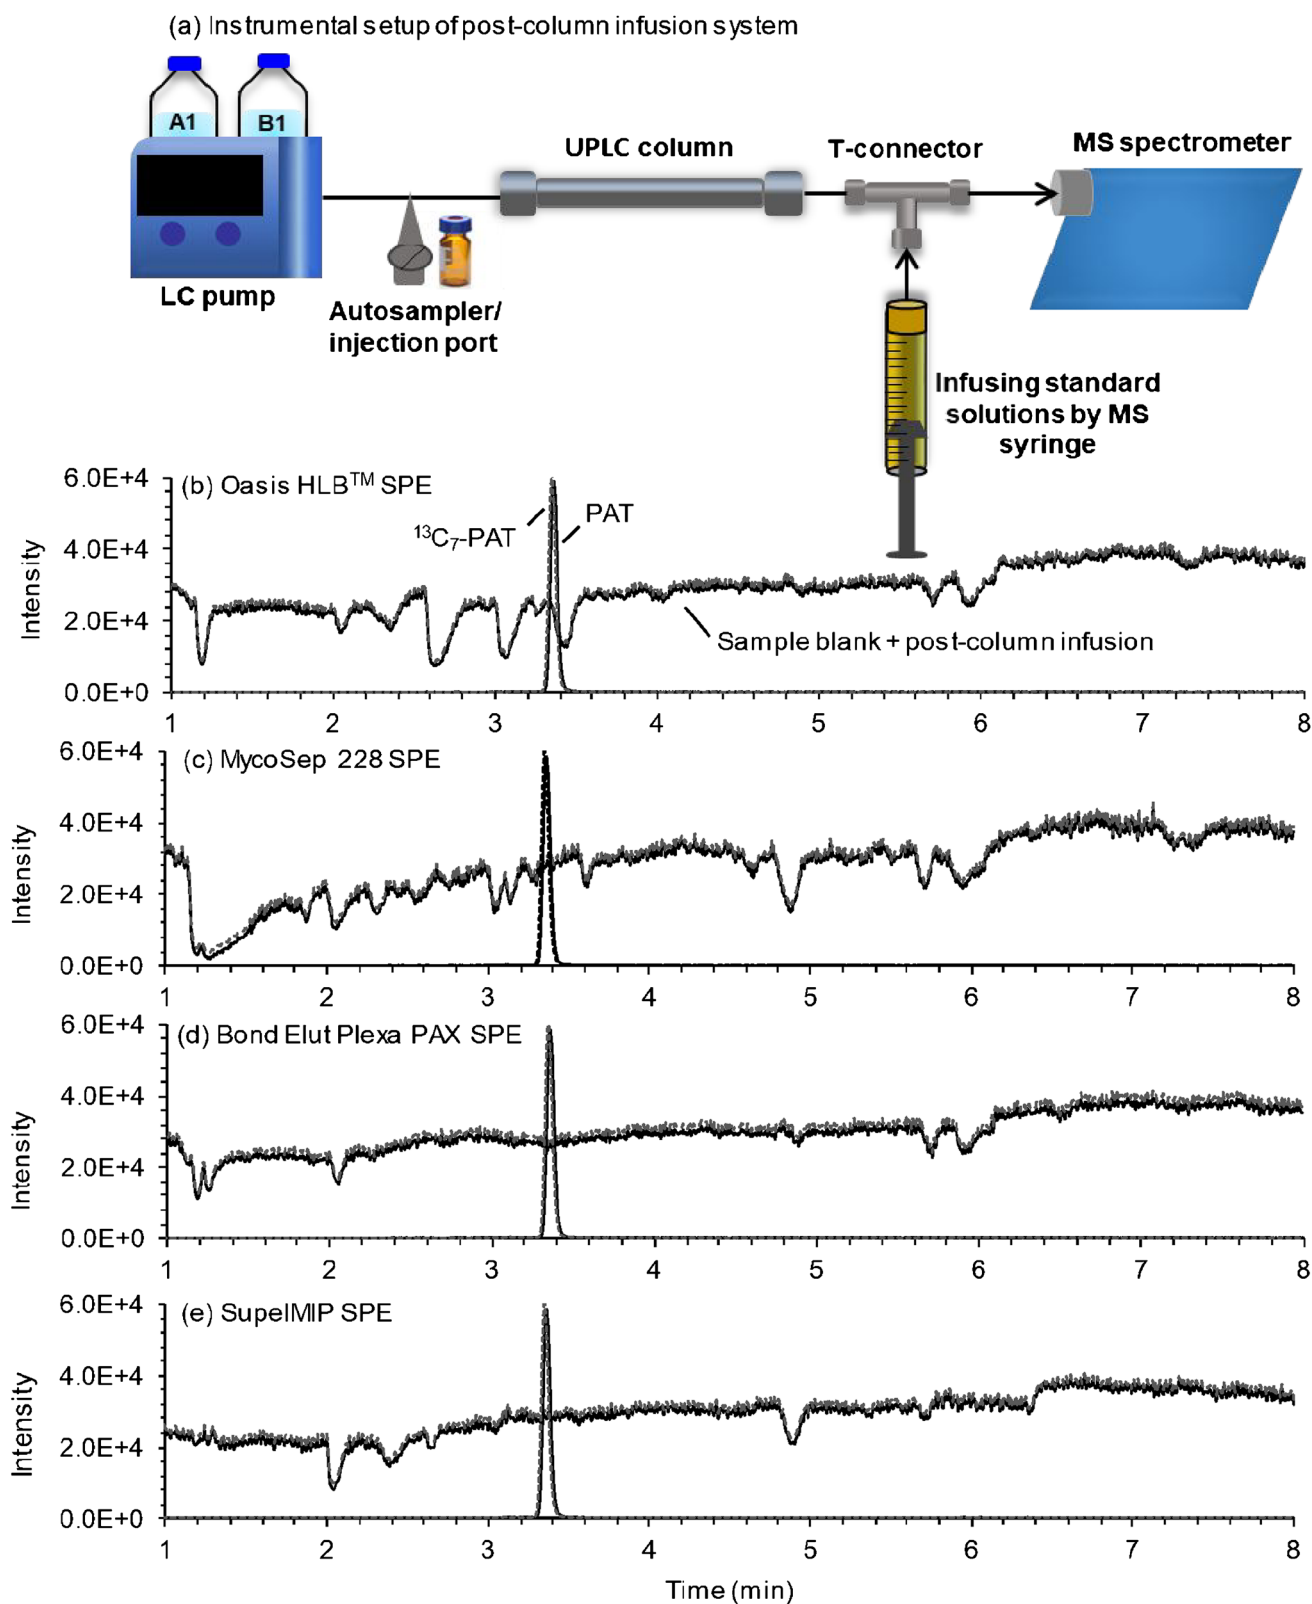 (a) Instrumental setup of post-column infusion system
A1
B1
UPLC column
T-connector
MS spectrometer
LC pump
Autosampler/
injection port
Infusing standard
solutions by MS
syringe
(b) Oasis HLB™ SPE
¹³C₇-PAT
PAT
Sample blank + post-column infusion
Intensity
6.0E+4
4.0E+4
2.0E+4
0.0E+0
1 2 3 4 5 6 7 8
(c) MycoSep 228 SPE
Intensity
6.0E+4
4.0E+4
2.0E+4
0.0E+0
1 2 3 4 5 6 7 8
(d) Bond Elut Plexa PAX SPE
Intensity
6.0E+4
4.0E+4
2.0E+4
0.0E+0
1 2 3 4 5 6 7 8
(e) SupelMIP SPE
Intensity
6.0E+4
4.0E+4
2.0E+4
0.0E+0
1 2 3 4 5 6 7 8
Time (min)